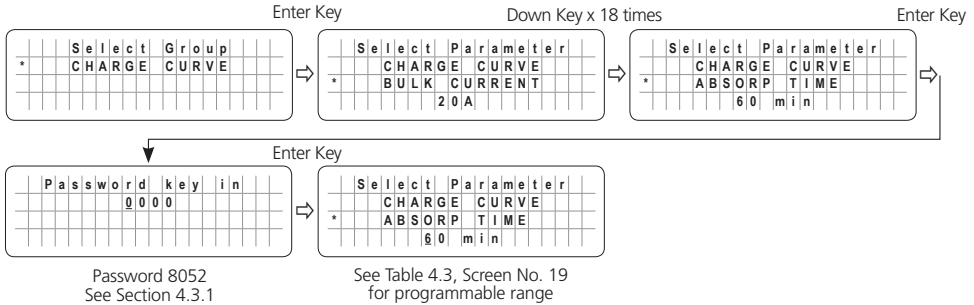 Enter Key
Down Key x 18 times
Enter Key
Select Group
* CHARGE CURVE
Select Parameter
CHARGE CURVE
* BULK CURRENT
20A
Select Parameter
CHARGE CURVE
* ABSORP TIME
60 min
Enter Key
Password key in
0000
Select Parameter
CHARGE CURVE
* ABSORP TIME
60 min
Password 8052
See Section 4.3.1
See Table 4.3, Screen No. 19
for programmable range